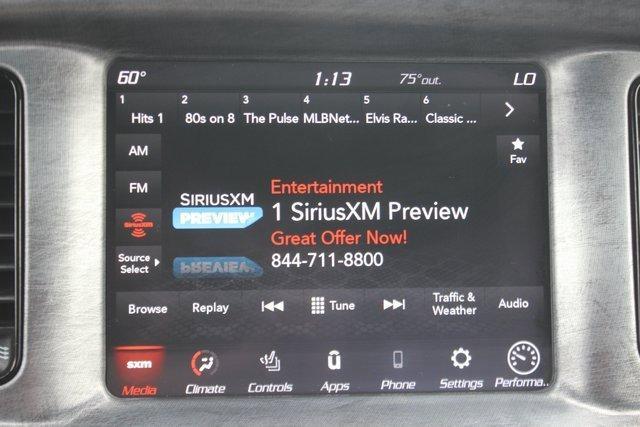 60° 1:13 75°out. LO
1 2 3 4 5 6
Hits 1 80s on 8 The Pulse MLBNet... Elvis Ra... Classic ...
AM
Fav
FM
SIRIUSXM
PREVIEW
Entertainment
1 SiriusXM Preview
Great Offer Now!
844-711-8800
SiriusXM
Source
Select
Browse Replay Tune Traffic & Weather Audio
sxm
Media Climate Controls Apps Phone Settings Performa..